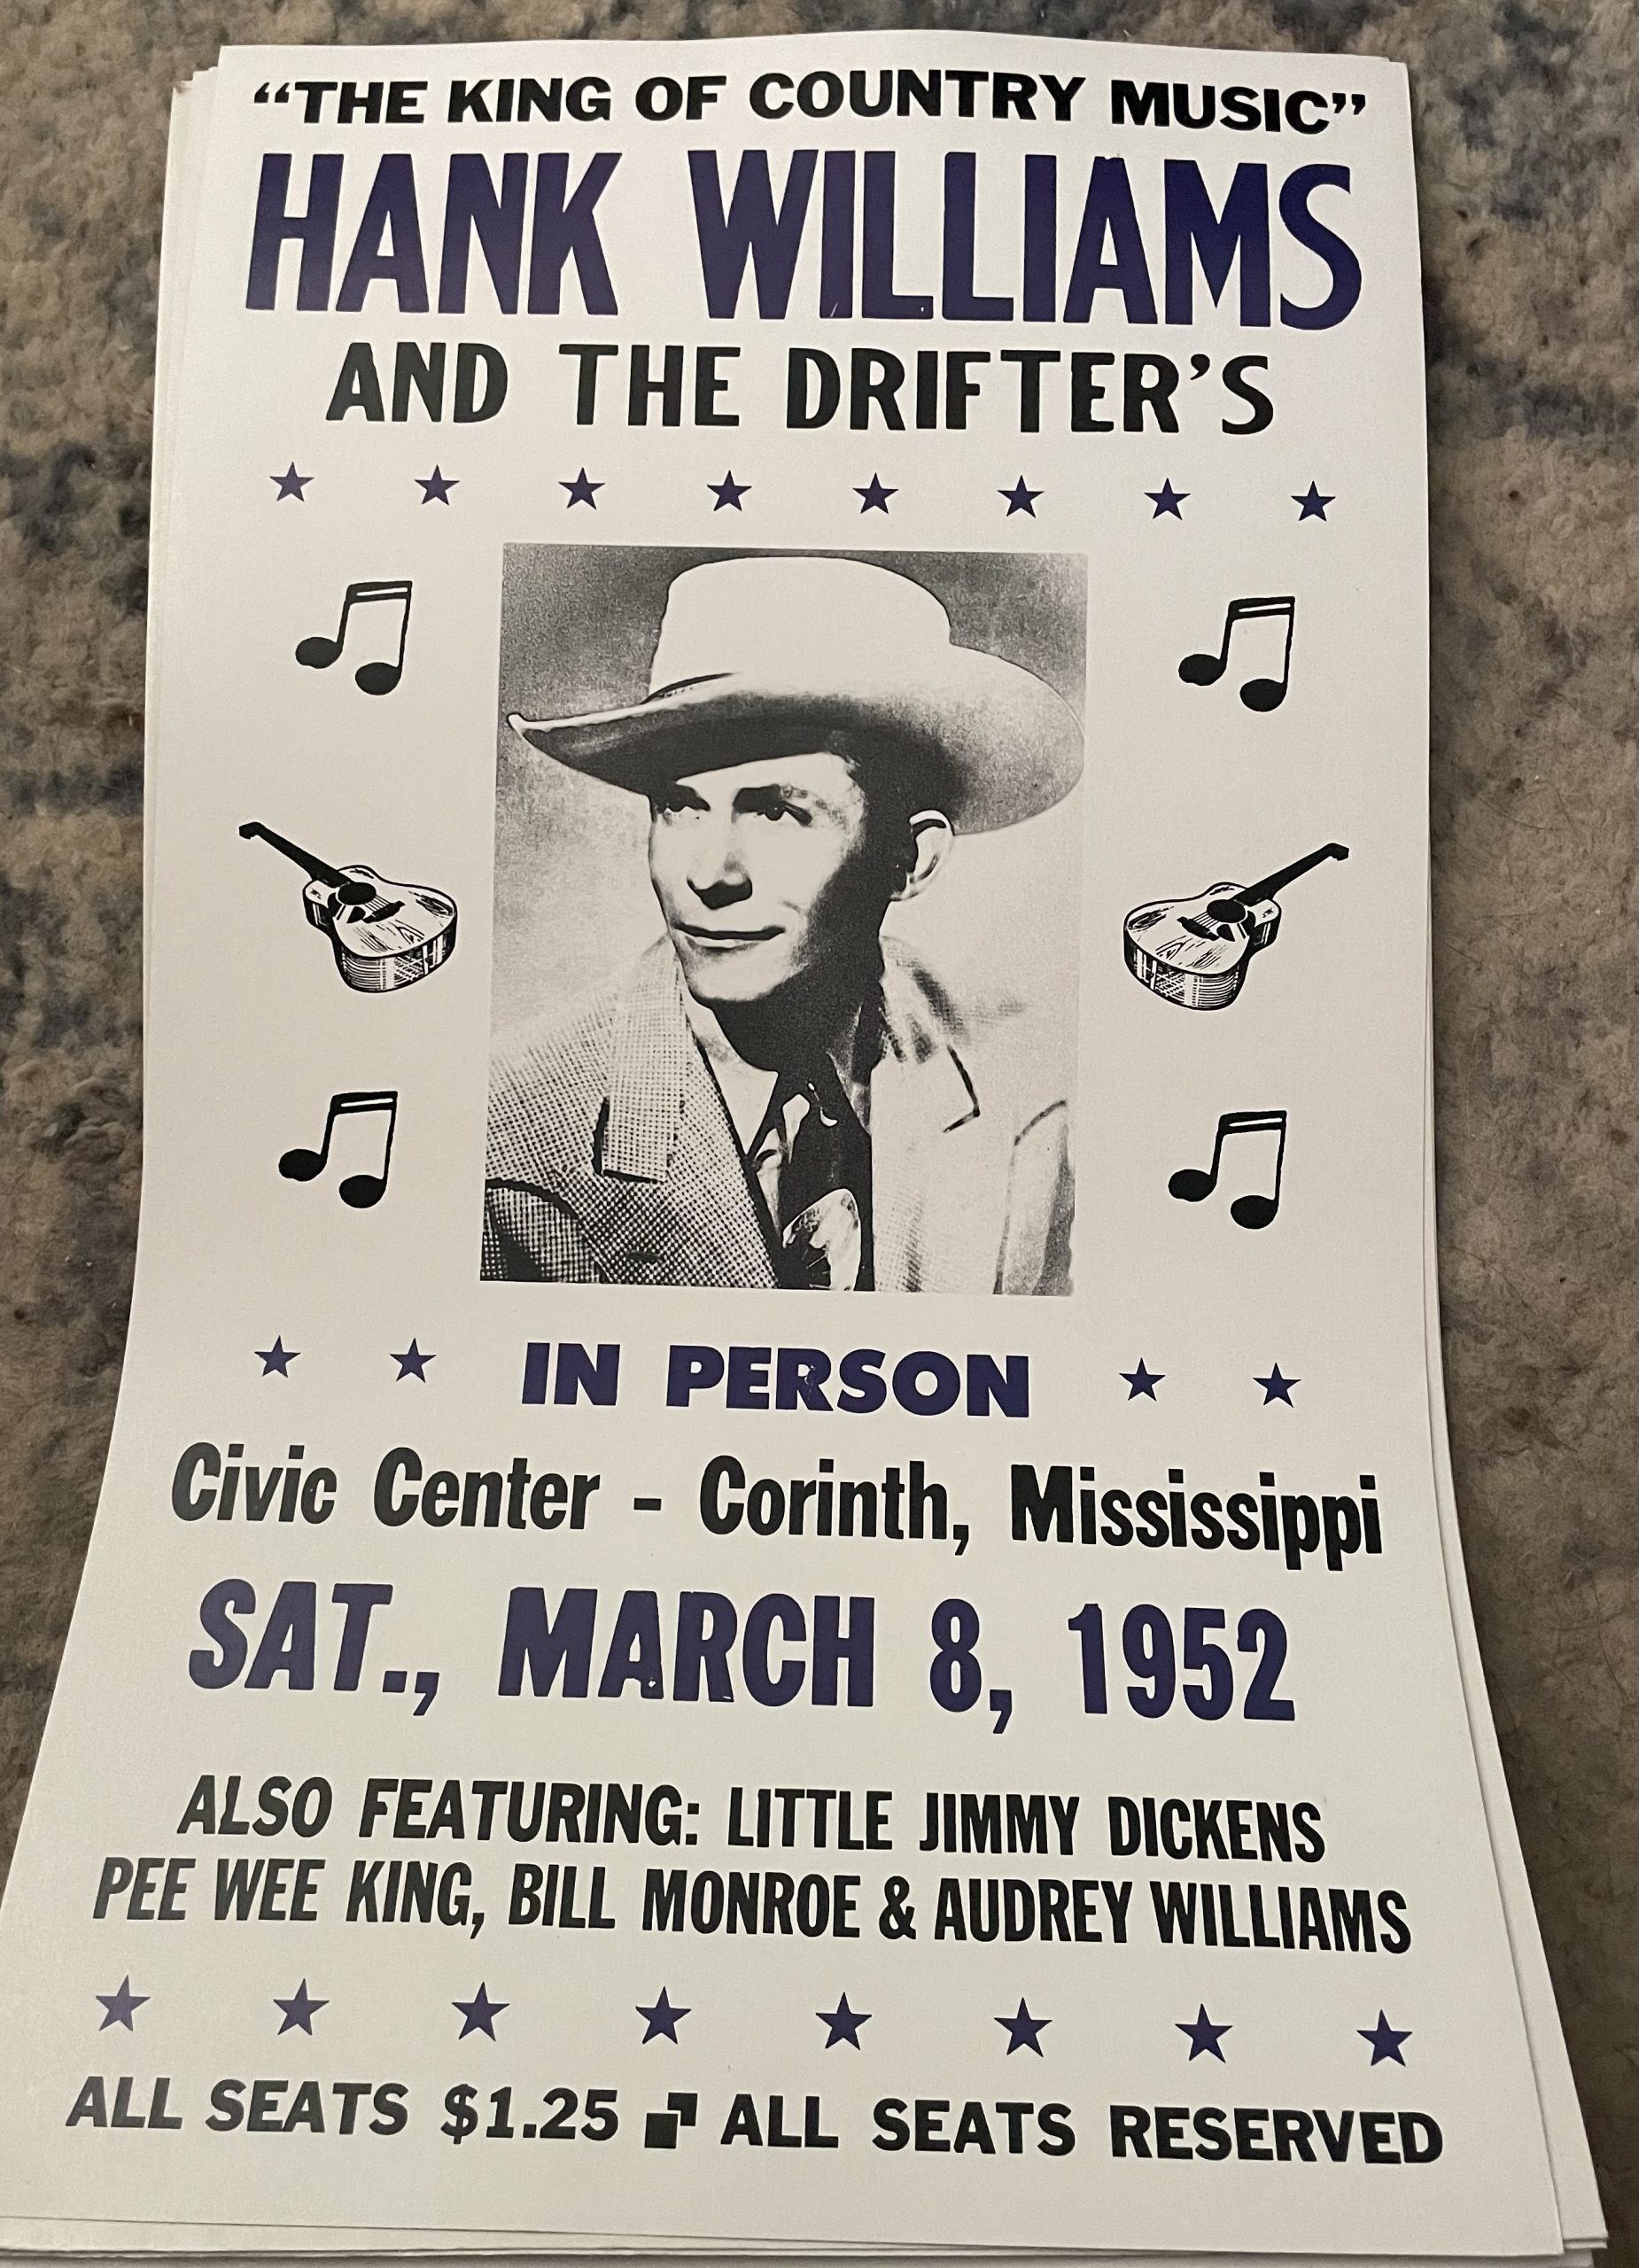 “THE KING OF COUNTRY MUSIC”
HANK WILLIAMS
AND THE DRIFTER’S
IN PERSON
Civic Center - Corinth, Mississippi
SAT., MARCH 8, 1952
ALSO FEATURING: LITTLE JIMMY DICKENS
PEE WEE KING, BILL MONROE & AUDREY WILLIAMS
ALL SEATS $1.25 ALL SEATS RESERVED